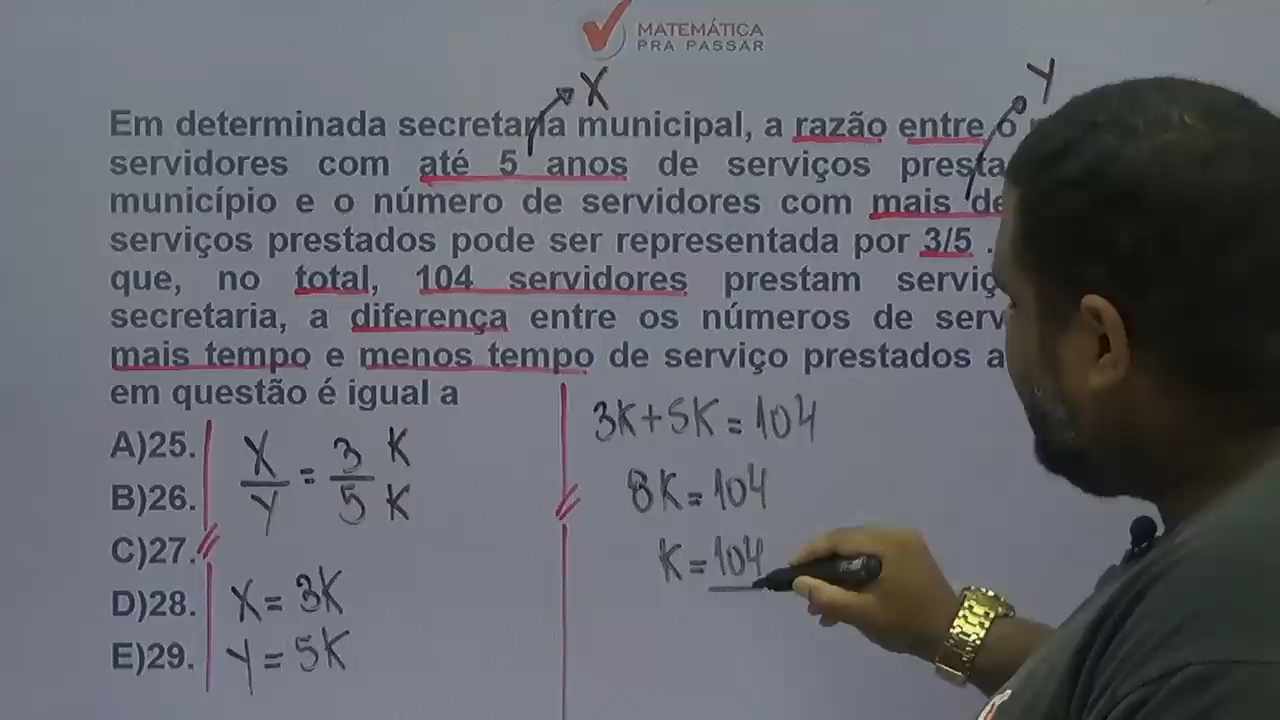 MATEMÁTICA
PRA PASSAR
X
Y
Em determinada secretaria municipal, a razão entre o
servidores com até 5 anos de serviços
município e o número de servidores com mais de
serviços prestados pode ser representada por 3/5 .
que, no total, 104 servidores prestam
secretaria, a diferença entre os números de
mais tempo e menos tempo de serviço prestados
em questão é igual a
A)25.
B)26.
C)27.
D)28.
E)29.
X/Y = 3/5 K/K
X = 3K
Y = 5K
3K+5K = 104
8K = 104
K = 104